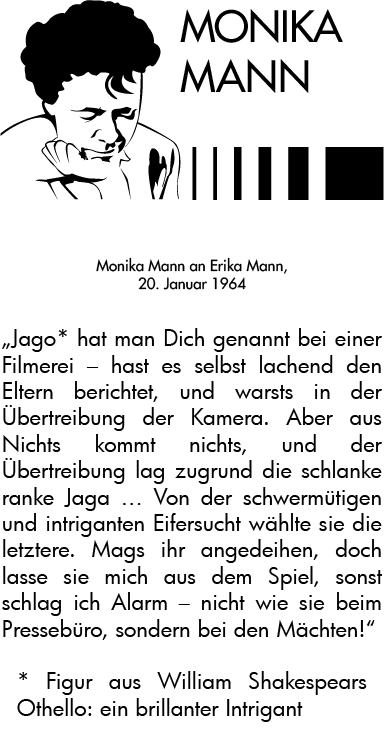 MONIKA
MANN
Monika Mann an Erika Mann,
20. Januar 1964
„Jago* hat man Dich genannt bei einer
Filmerei – hast es selbst lachend den
Eltern berichtet, und warsts in der
Übertreibung der Kamera. Aber aus
Nichts kommt nichts, und der
Übertreibung lag zugrund die schlanke
ranke Jaga … Von der schwermütigen
und intriganten Eifersucht wählte sie die
letztere. Mags ihr angedeihen, doch
lasse sie mich aus dem Spiel, sonst
schlag ich Alarm – nicht wie sie beim
Pressebüro, sondern bei den Mächten!“
* Figur aus William Shakespears
Othello: ein brillanter Intrigant